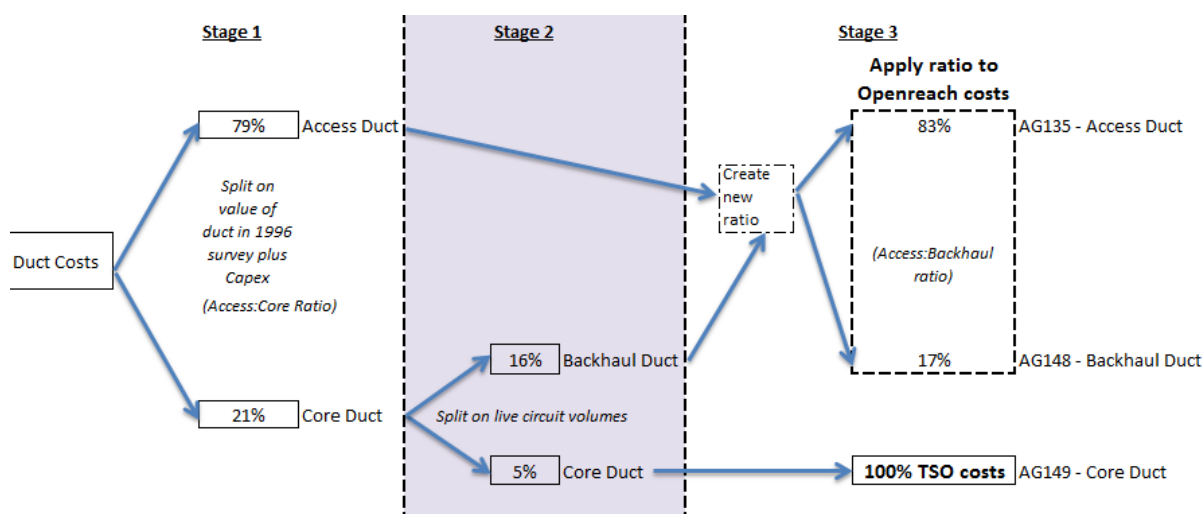 Stage 1
Stage 2
Stage 3
Apply ratio to
Openreach costs
79%
Access Duct
83%
AG135 - Access Duct
Split on
value of
duct in 1996
survey plus
Capex
(Access:Core Ratio)
Create
new
ratio
Duct Costs
(Access:Backhaul
ratio)
16%
Backhaul Duct
17%
AG148 - Backhaul Duct
21%
Core Duct
Split on live circuit volumes
5%
Core Duct
100% TSO costs
AG149 - Core Duct